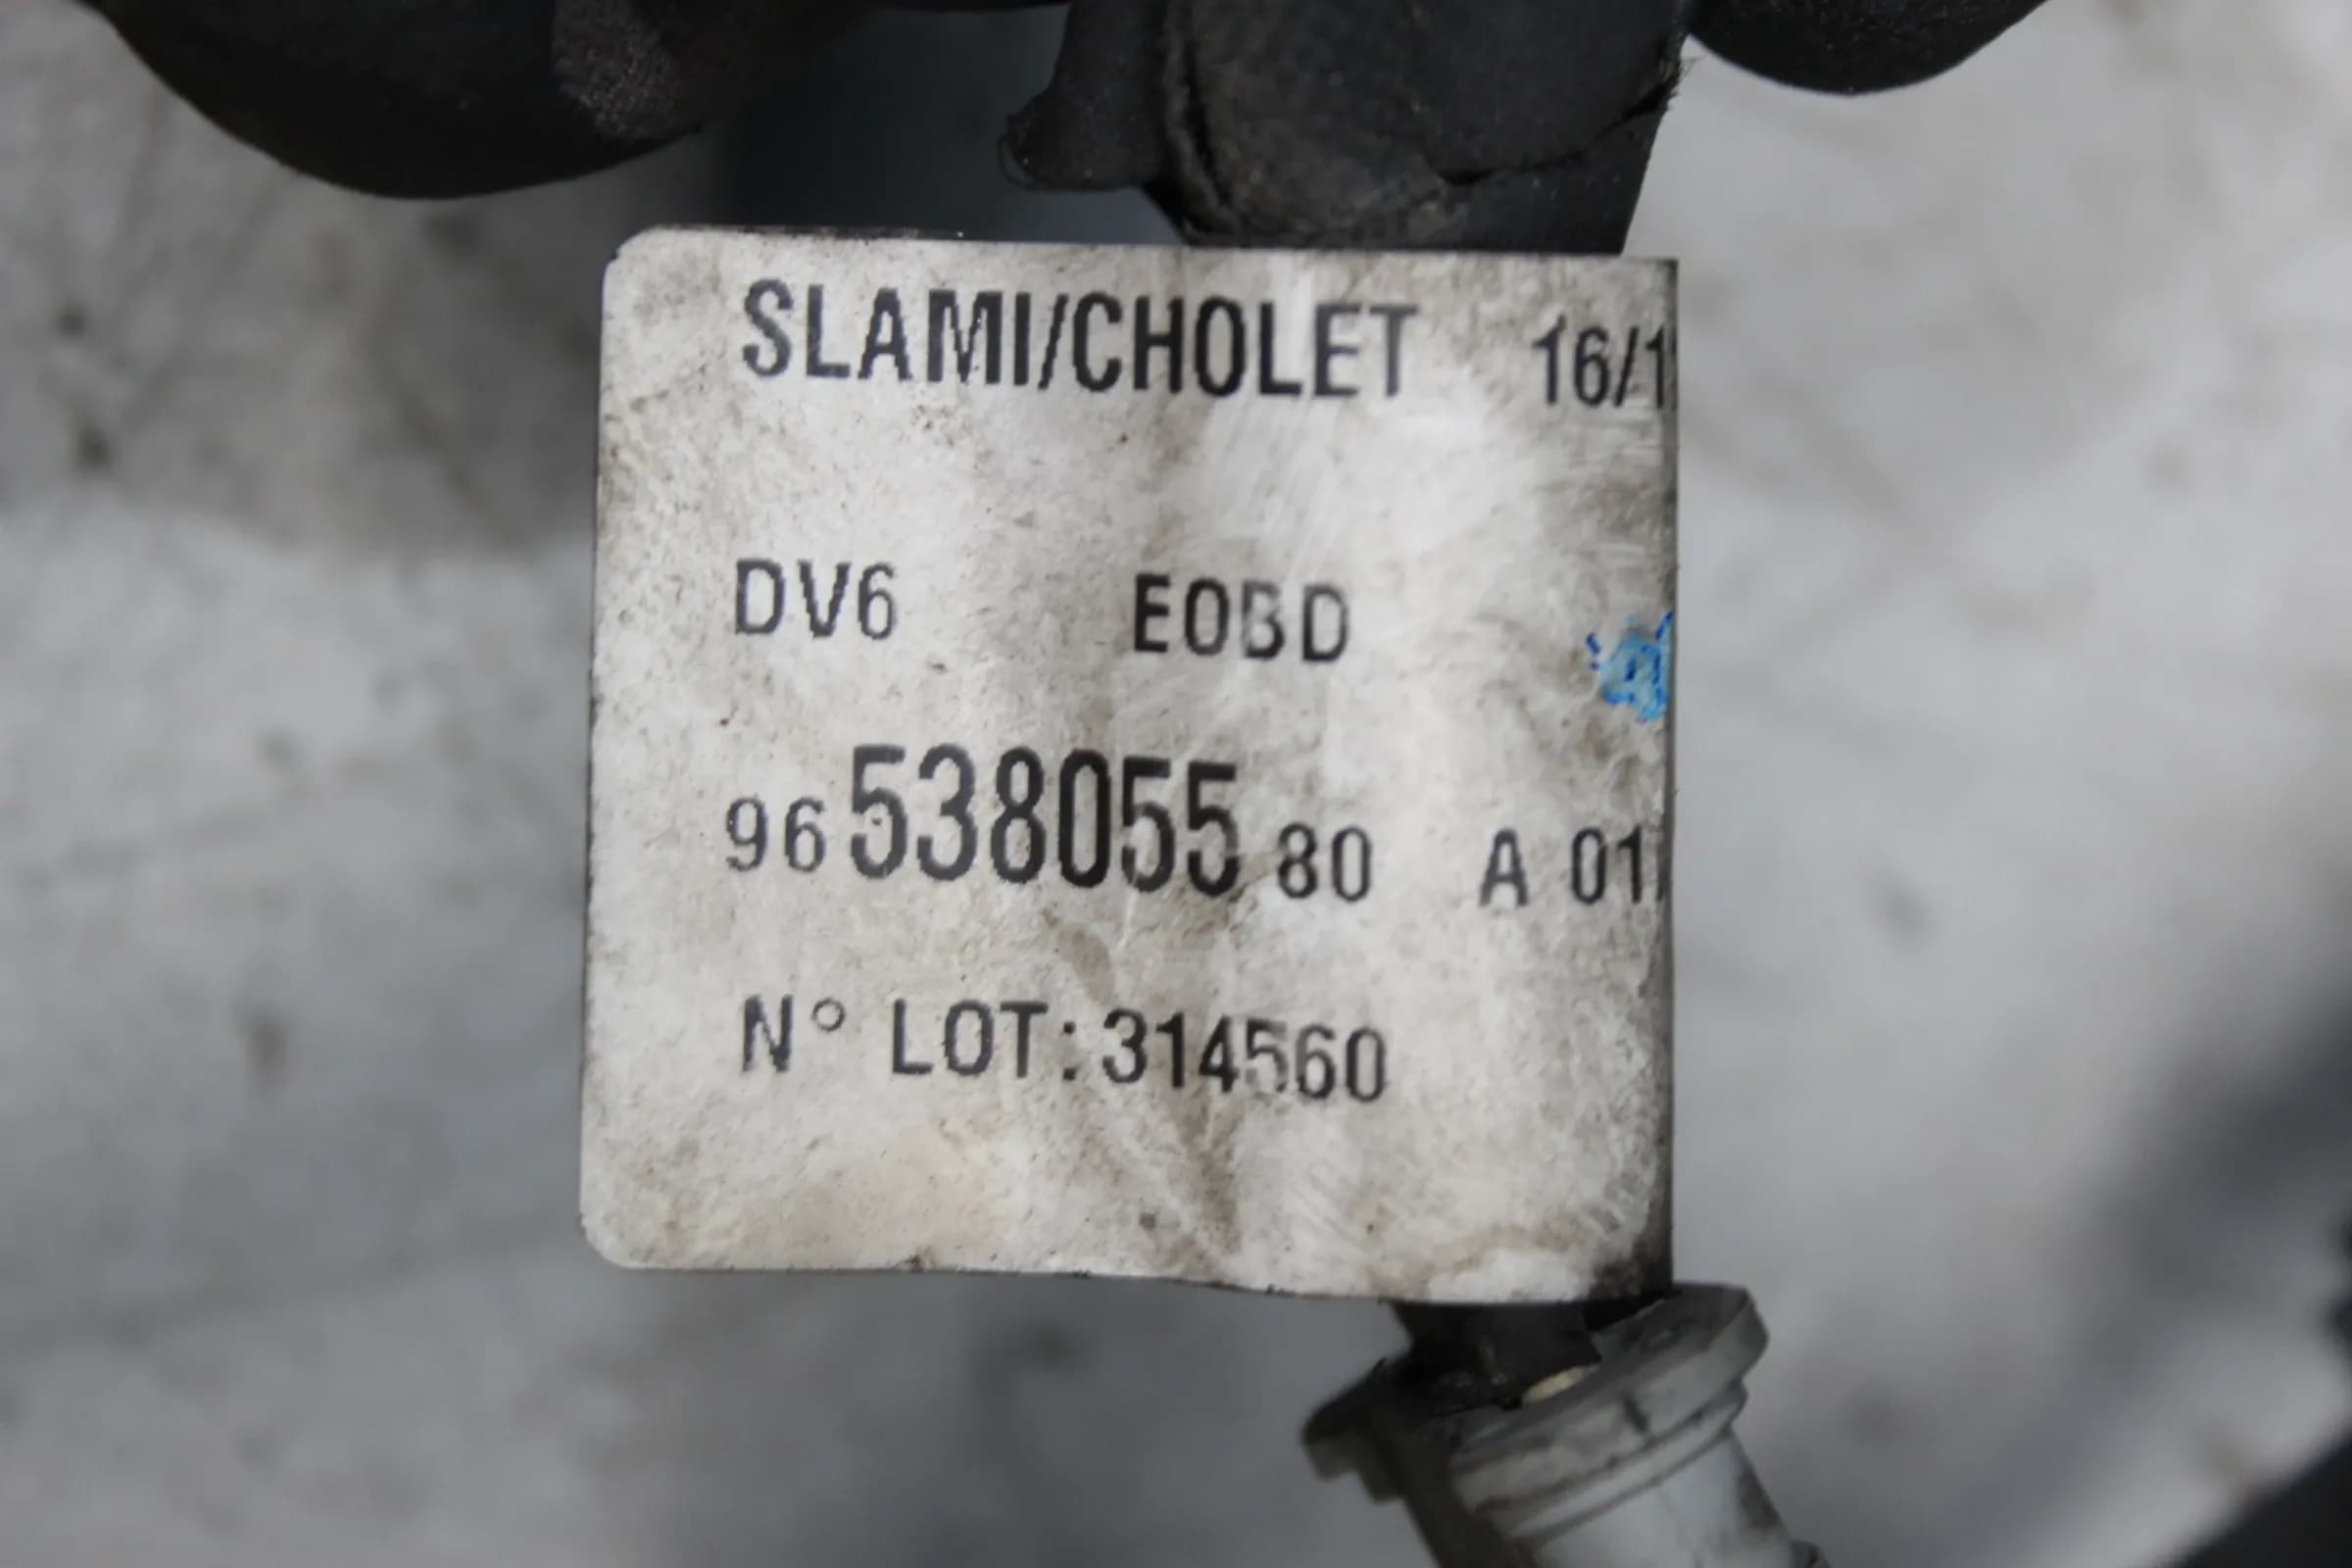 SLAMI/CHOLET 16/1
DV6 EOBD
96 538055 80 A 01
N° LOT:314560